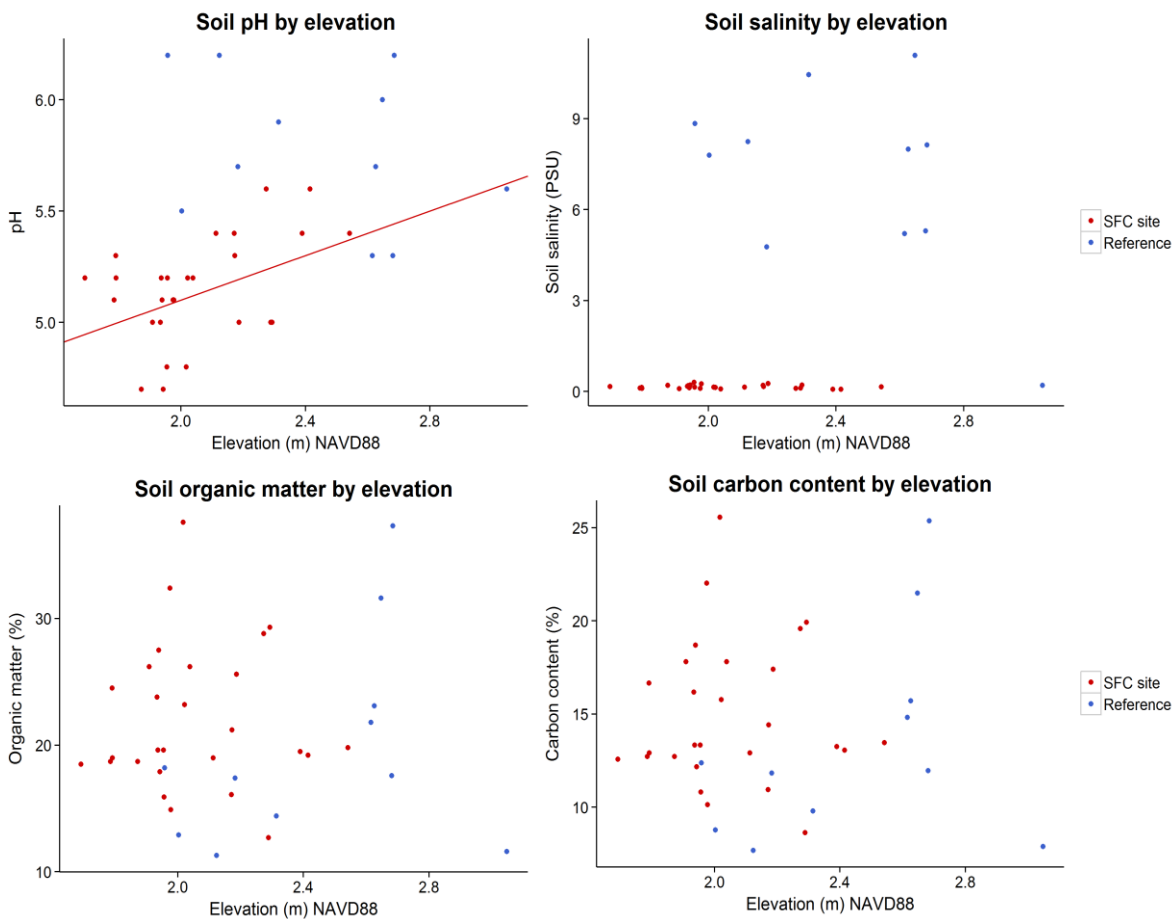 Soil pH by elevation
pH
6.0
5.5
5.0
2.0 2.4 2.8
Elevation (m) NAVD88
Soil salinity by elevation
Soil salinity (PSU)
9
6
3
0
2.0 2.4 2.8
Elevation (m) NAVD88
SFC site
Reference
Soil organic matter by elevation
Organic matter (%)
30
20
10
2.0 2.4 2.8
Elevation (m) NAVD88
Soil carbon content by elevation
Carbon content (%)
25
20
15
10
2.0 2.4 2.8
Elevation (m) NAVD88
SFC site
Reference